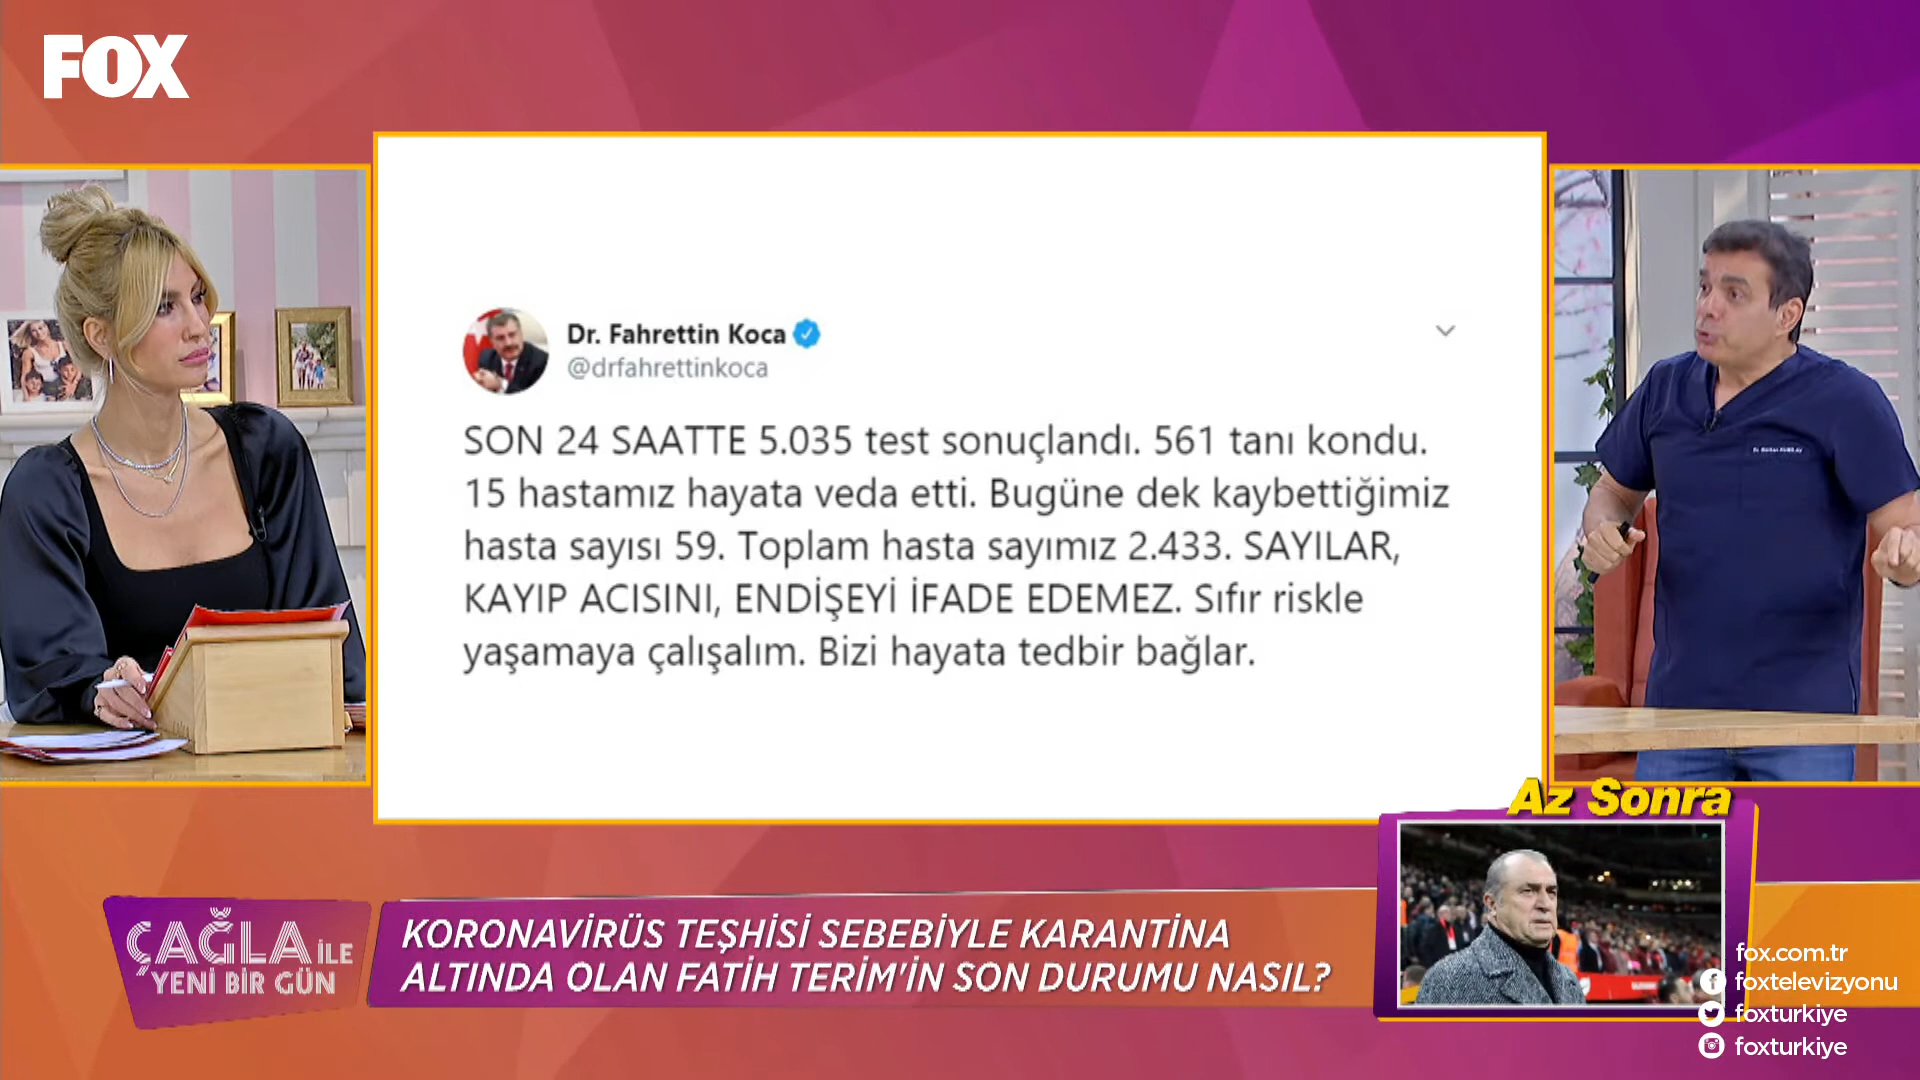 FOX
Dr. Fahrettin Koca
@drfahrettinkoca
SON 24 SAATTE 5.035 test sonuçlandı. 561 tanı kondu.
15 hastamız hayata veda etti. Bugüne dek kaybettiğimiz
hasta sayısı 59. Toplam hasta sayımız 2.433. SAYILAR,
KAYIP ACISINI, ENDİŞEYİ İFADE EDEMEZ. Sıfır riskle
yaşamaya çalışalım. Bizi hayata tedbir bağlar.
Az Sonra
ÇAĞLA İLE
YENİ BİR GÜN
KORONAVİRÜS TEŞHİSİ SEBEBİYLE KARANTİNA
ALTINDA OLAN FATİH TERİM'İN SON DURUMU NASIL?
fox.com.tr
foxtelevizyonu
foxturkiye
foxturkiye